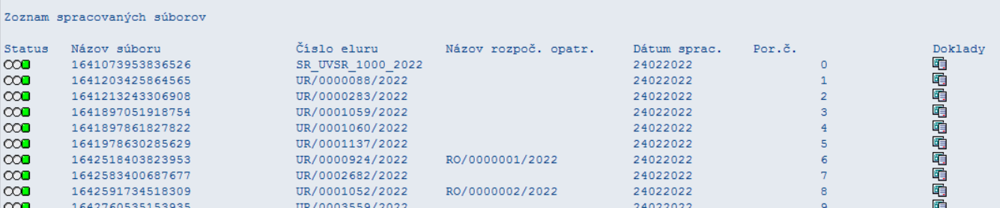 Zoznam spracovaných súborov
Status Názov súboru Číslo eluru Názov rozpoč. opatr. Dátum sprac. Por.č. Doklady
1641073953836526 SR_UVSR_1000_2022 24022022 0
1641203425864565 UR/0000088/2022 24022022 1
1641213243306908 UR/0000283/2022 24022022 2
1641897051918754 UR/0001059/2022 24022022 3
1641897861827822 UR/0001060/2022 24022022 4
1641978630285629 UR/0001137/2022 24022022 5
1642518403823953 UR/0000924/2022 RO/0000001/2022 24022022 6
1642583400687677 UR/0002682/2022 24022022 7
1642591734518309 UR/0001052/2022 RO/0000002/2022 24022022 8
1642760535153935 UR/0003559/2022 24022022 9